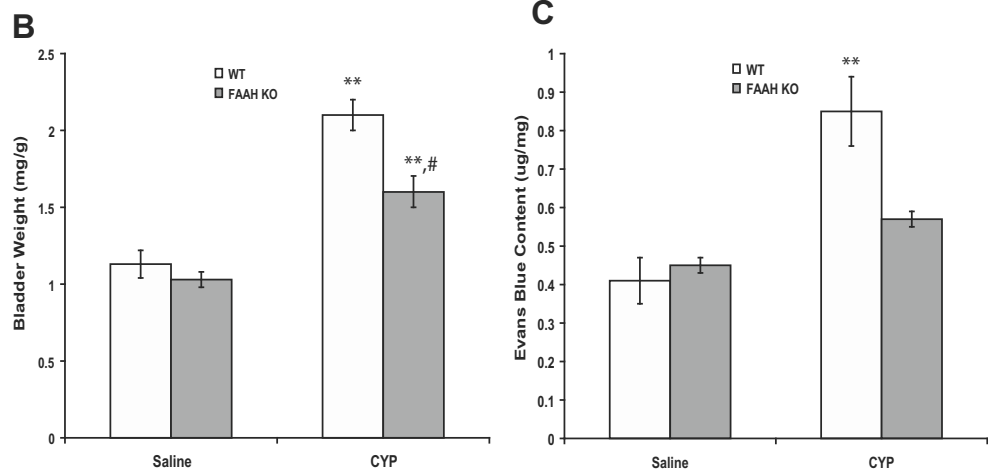 B
Bladder Weight (mg/g)
2.5
2
1.5
1
0.5
0
WT
FAAH KO
**
**,#
Saline
CYP
C
Evans Blue Content (ug/mg)
1
0.9
0.8
0.7
0.6
0.5
0.4
0.3
0.2
0.1
0
WT
FAAH KO
**
Saline
CYP